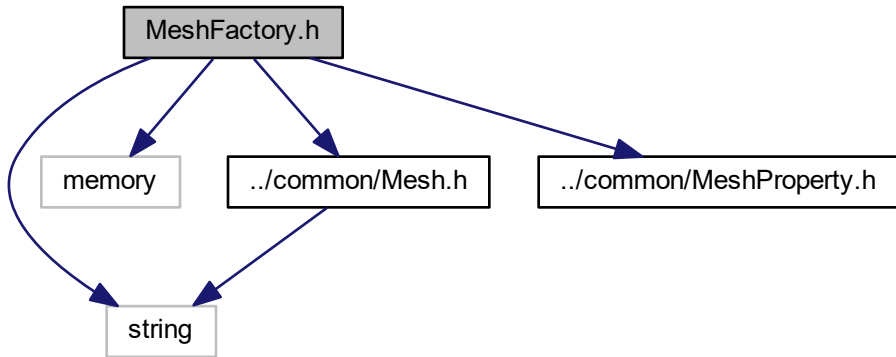 MeshFactory.h
memory
../common/Mesh.h
../common/MeshProperty.h
string